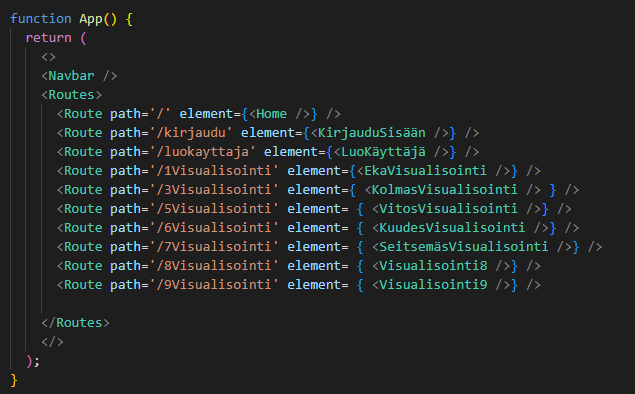 function App() {
return (
<>
<Navbar />
<Routes>
<Route path='/' element={<Home />} />
<Route path='/kirjaudu' element={<KirjauduSisään />} />
<Route path='/luokayttaja' element={<LuoKäyttäjä />} />
<Route path='/1Visualisointi' element={<EkaVisualisointi />} />
<Route path='/3Visualisointi' element={ <KolmasVisualisointi /> } />
<Route path='/5Visualisointi' element= { <VitosVisualisointi />} />
<Route path='/6Visualisointi' element= { <KuudesVisualisointi />} />
<Route path='/7Visualisointi' element= { <SeitsemäsVisualisointi />} />
<Route path='/8Visualisointi' element= { <Visualisointi8 />} />
<Route path='/9Visualisointi' element= { <Visualisointi9 />} />
</Routes>
</>
);
}